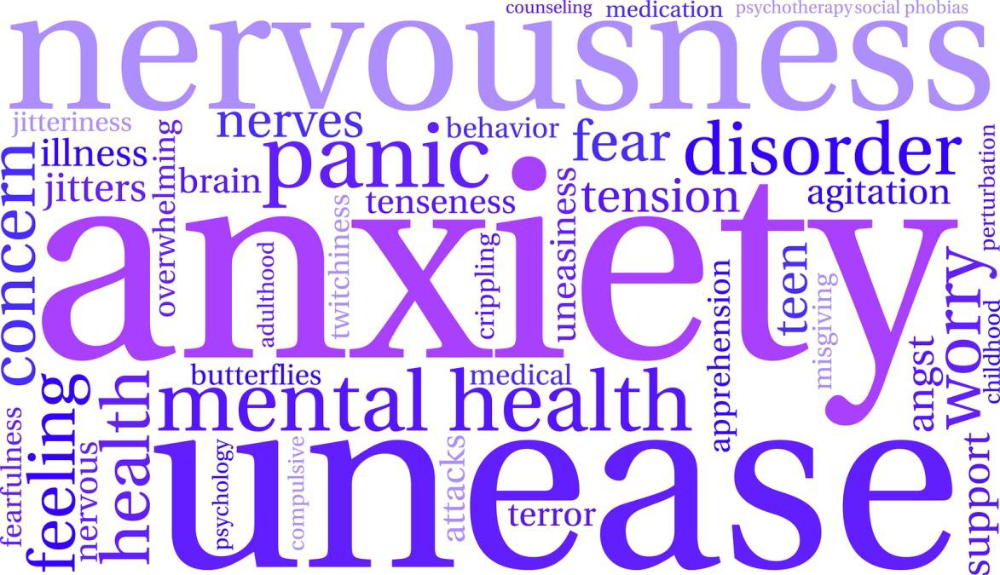 counseling
medication
psychotherapy
social phobias
nervousness
jitteriness
nerves
behavior
fear
disorder
perturbation
illness
overwhelming
panic
jitters
brain
tenseness
uneasiness
tension
agitation
concern
anxiety
adulthood
twitchiness
crippling
apprehension
teen
misgiving
worry
childhood
angst
butterflies
medical
mental health
feeling
health
fearfulness
nervous
unease
psychology
compulsive
attacks
terror
support